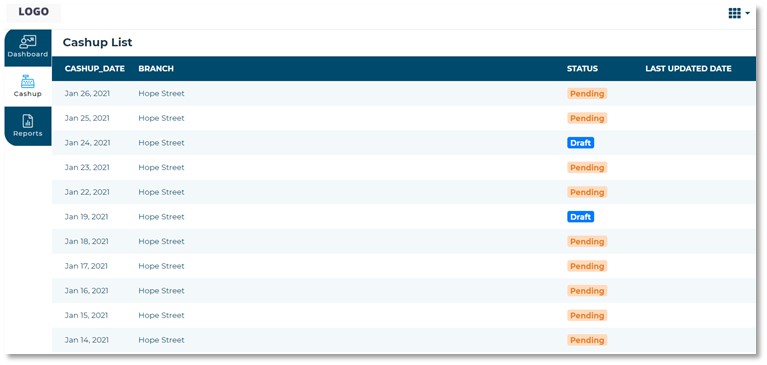 LOGO
Dashboard
Cashup
Reports
Cashup List
CASHUP_DATE BRANCH STATUS LAST UPDATED DATE
Jan 26, 2021 Hope Street Pending
Jan 25, 2021 Hope Street Pending
Jan 24, 2021 Hope Street Draft
Jan 23, 2021 Hope Street Pending
Jan 22, 2021 Hope Street Pending
Jan 19, 2021 Hope Street Draft
Jan 18, 2021 Hope Street Pending
Jan 17, 2021 Hope Street Pending
Jan 16, 2021 Hope Street Pending
Jan 15, 2021 Hope Street Pending
Jan 14, 2021 Hope Street Pending